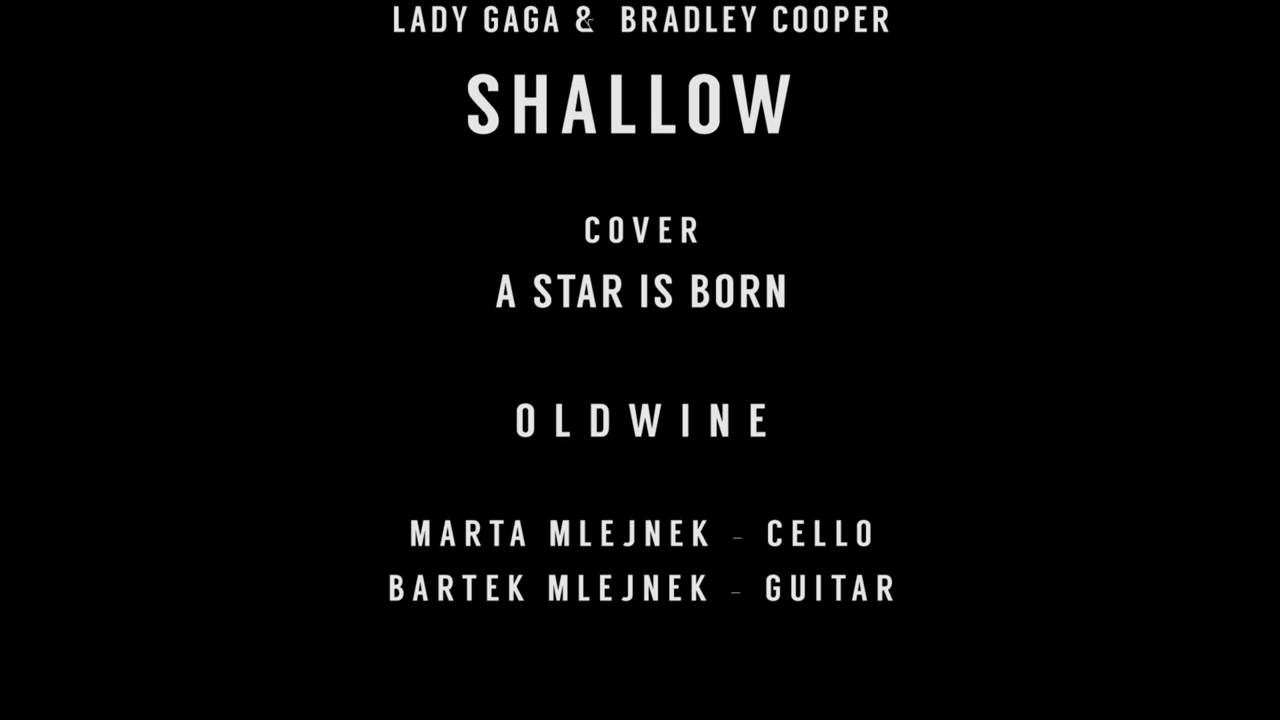 LADY GAGA & BRADLEY COOPER
SHALLOW
COVER
A STAR IS BORN
OLDWINE
MARTA MLEJNEK - CELLO
BARTEK MLEJNEK - GUITAR